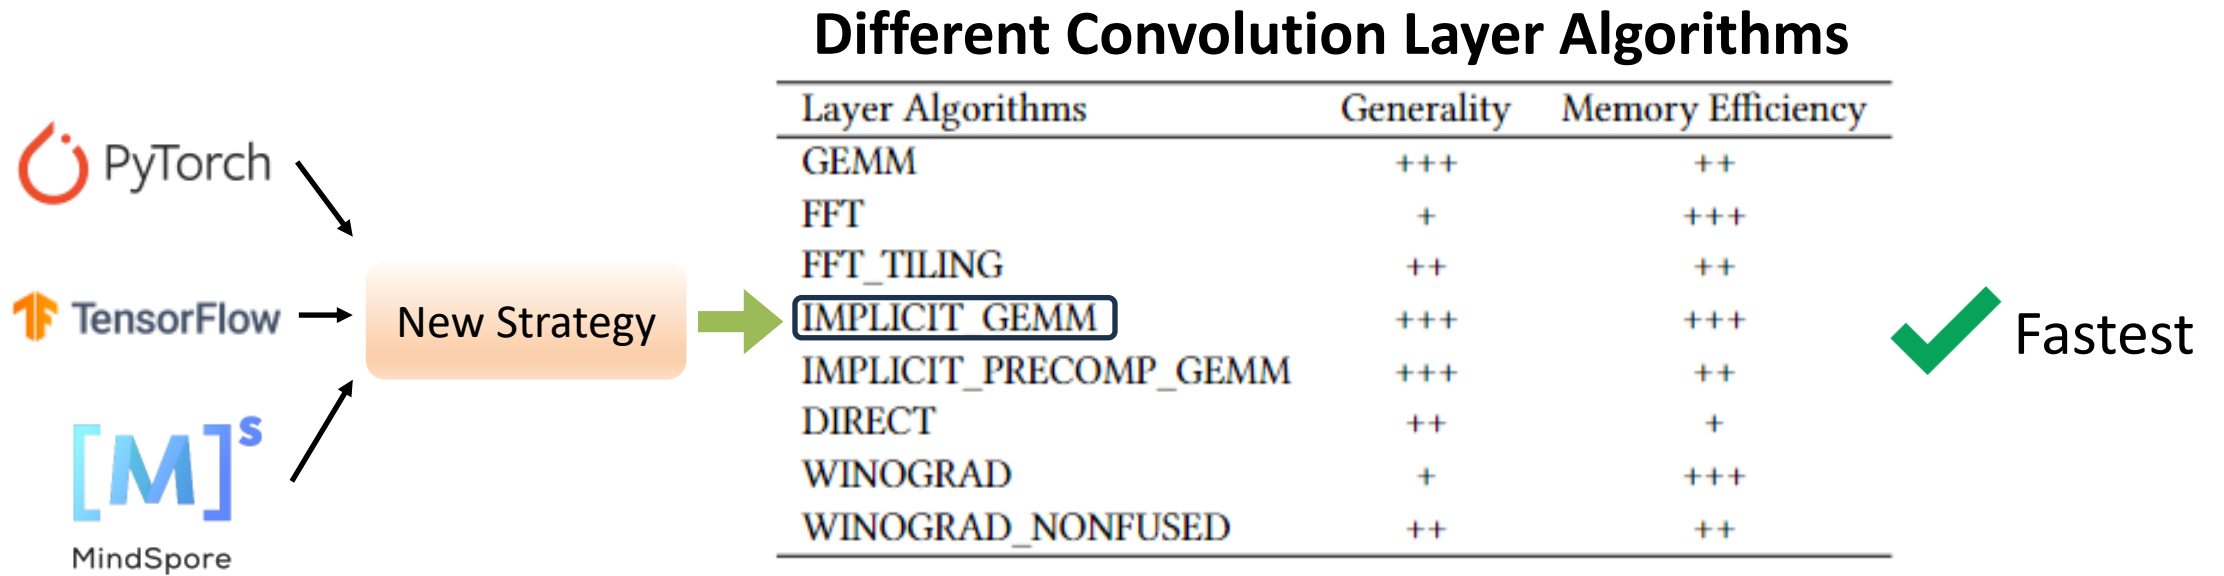 Different Convolution Layer Algorithms
Layer Algorithms Generality Memory Efficiency
GEMM +++ ++
FFT + +++
FFT_TILING ++ ++
IMPLICIT_GEMM +++ +++
IMPLICIT_PRECOMP_GEMM +++ ++
DIRECT ++ +
WINOGRAD + +++
WINOGRAD_NONFUSED ++ ++
PyTorch
TensorFlow
[M]s
MindSpore
New Strategy
Fastest